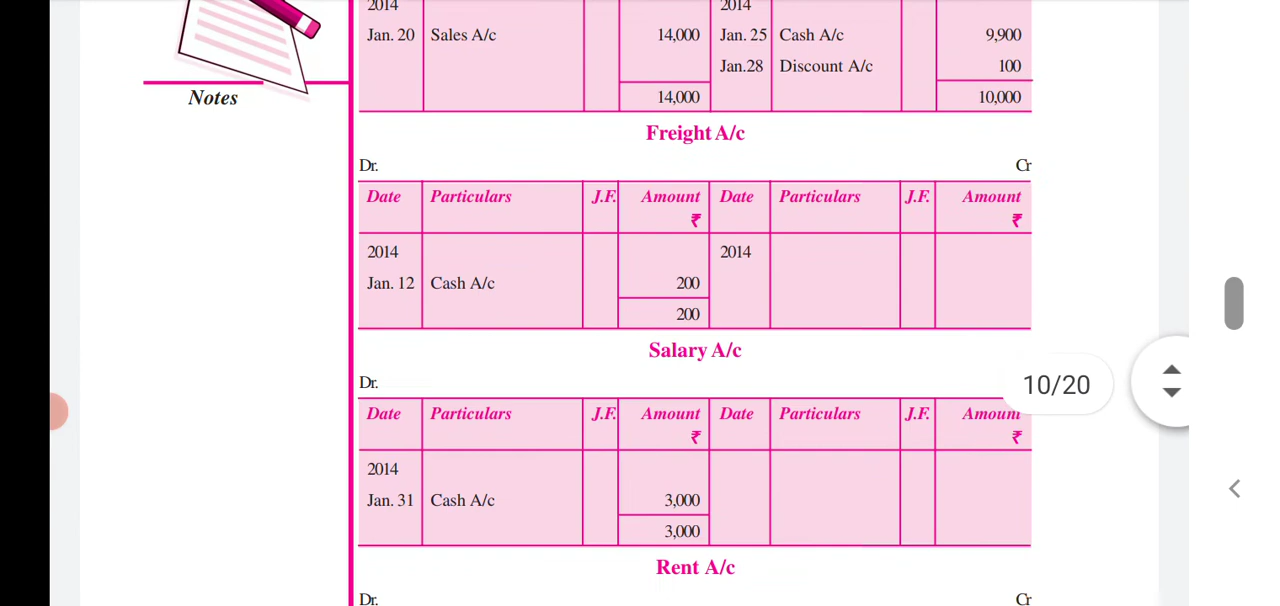 2014 2014
Jan. 20 Sales A/c 14,000 Jan. 25 Cash A/c 9,900
Jan.28 Discount A/c 100
14,000 10,000
Notes
Freight A/c
Dr. Cr
Date Particulars J.F. Amount Date Particulars J.F. Amount
₹ ₹
2014 2014
Jan. 12 Cash A/c 200
200
Salary A/c
Dr.
10/20
Date Particulars J.F. Amount Date Particulars J.F. Amount
₹ ₹
2014
Jan. 31 Cash A/c 3,000
3,000
Rent A/c
Dr. Cr